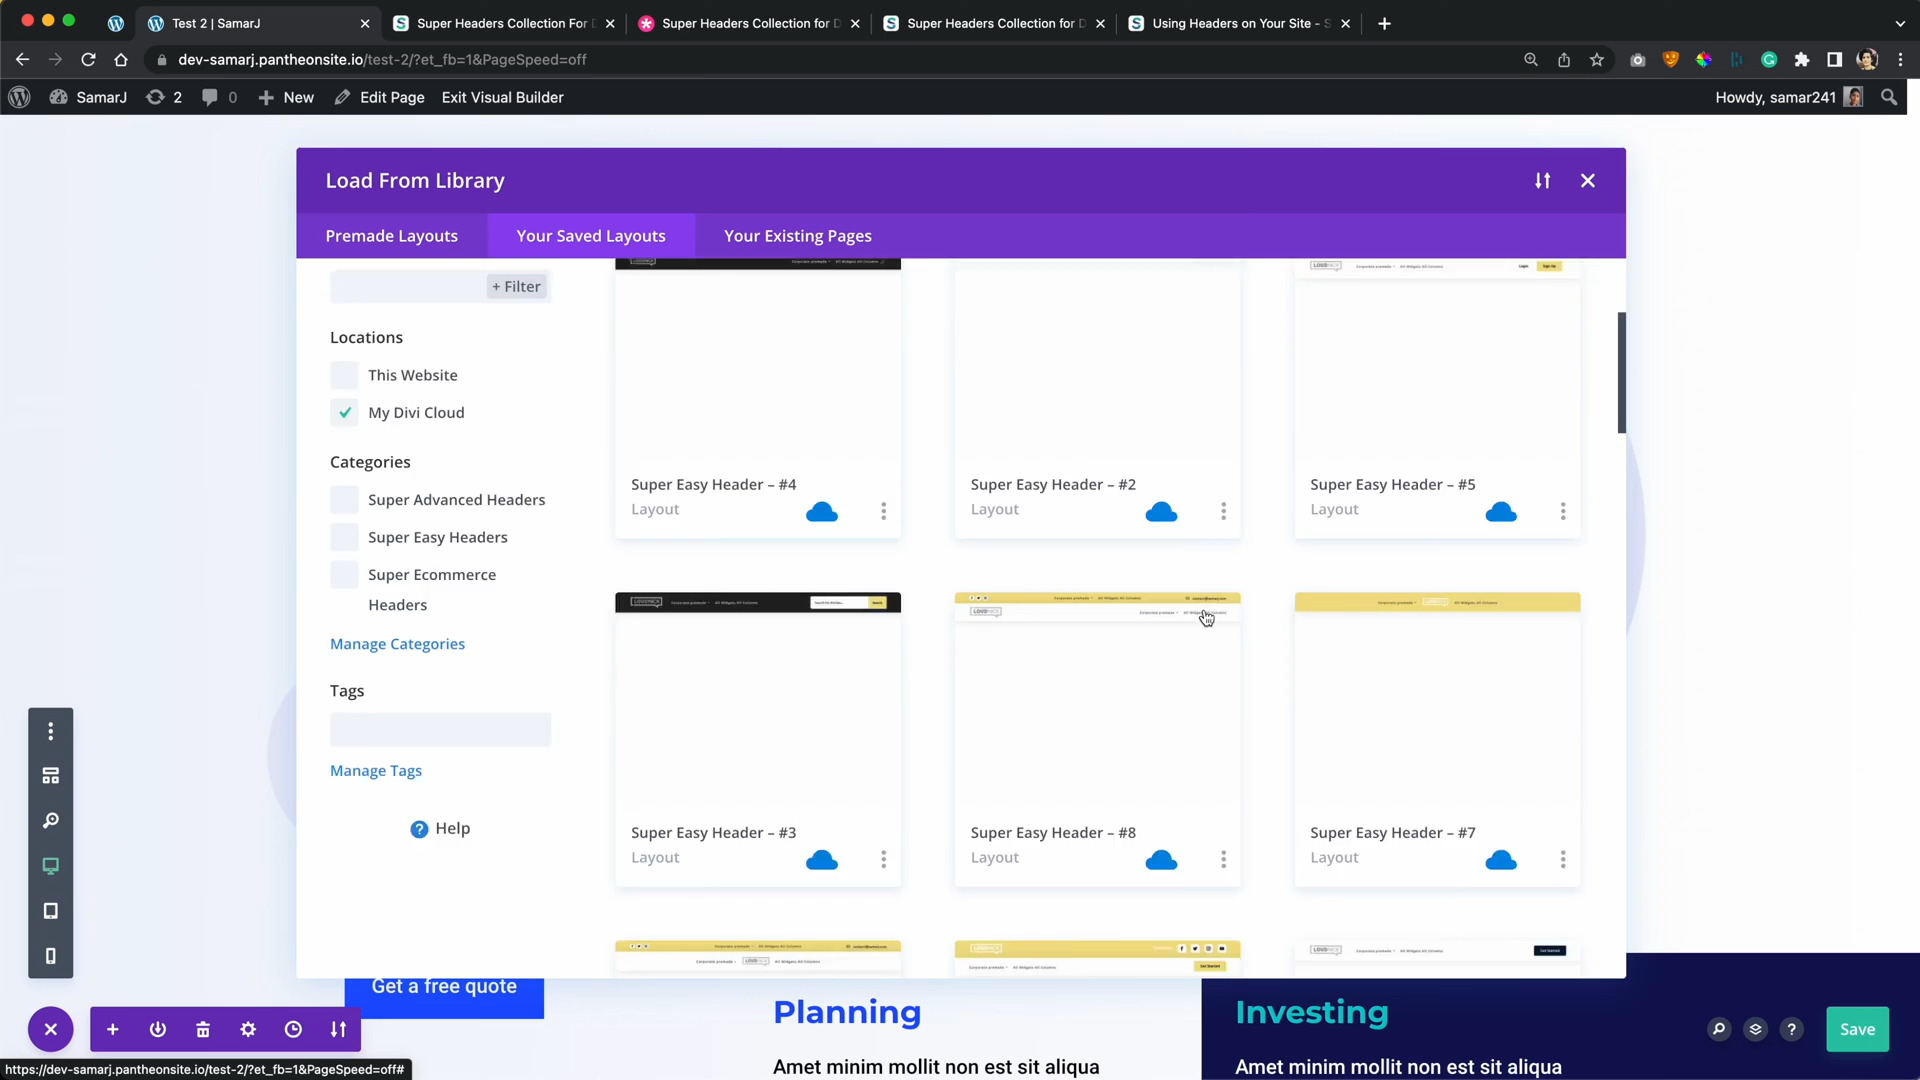 Test 2 | SamarJ
Super Headers Collection For D
Super Headers Collection for D
Super Headers Collection for D
Using Headers on Your Site - S
dev-samarj.pantheonsite.io/test-2/?et_fb=1&PageSpeed=off
SamarJ
2
0
New
Edit Page
Exit Visual Builder
Howdy, samar241
Load From Library
Premade Layouts
Your Saved Layouts
Your Existing Pages
+ Filter
Locations
This Website
My Divi Cloud
Categories
Super Advanced Headers
Super Easy Headers
Super Ecommerce
Headers
Manage Categories
Tags
Manage Tags
? Help
Super Easy Header – #4
Layout
Super Easy Header – #2
Layout
Super Easy Header – #5
Layout
Super Easy Header – #3
Layout
Super Easy Header – #8
Layout
Super Easy Header – #7
Layout
Get a free quote
Planning
Amet minim mollit non est sit aliqua
Investing
Amet minim mollit non est sit aliqua
?
Save
https://dev-samarj.pantheonsite.io/test-2/?et_fb=1&PageSpeed=off#